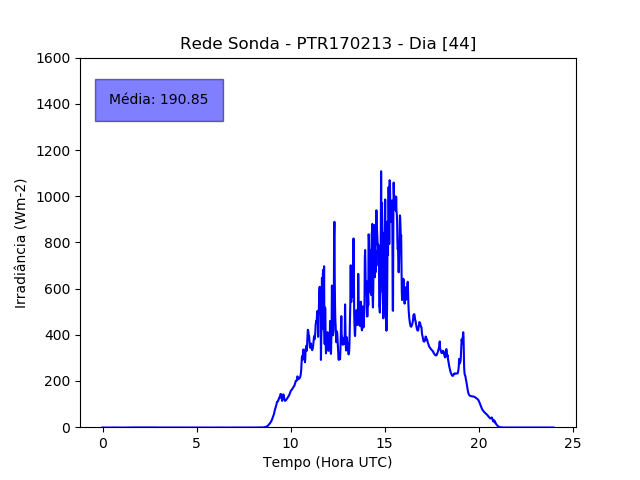 Rede Sonda - PTR170213 - Dia [44]
1600
1400
1200
1000
800
600
400
200
0
Irradiância (Wm-2)
Média: 190.85
0 5 10 15 20 25
Tempo (Hora UTC)